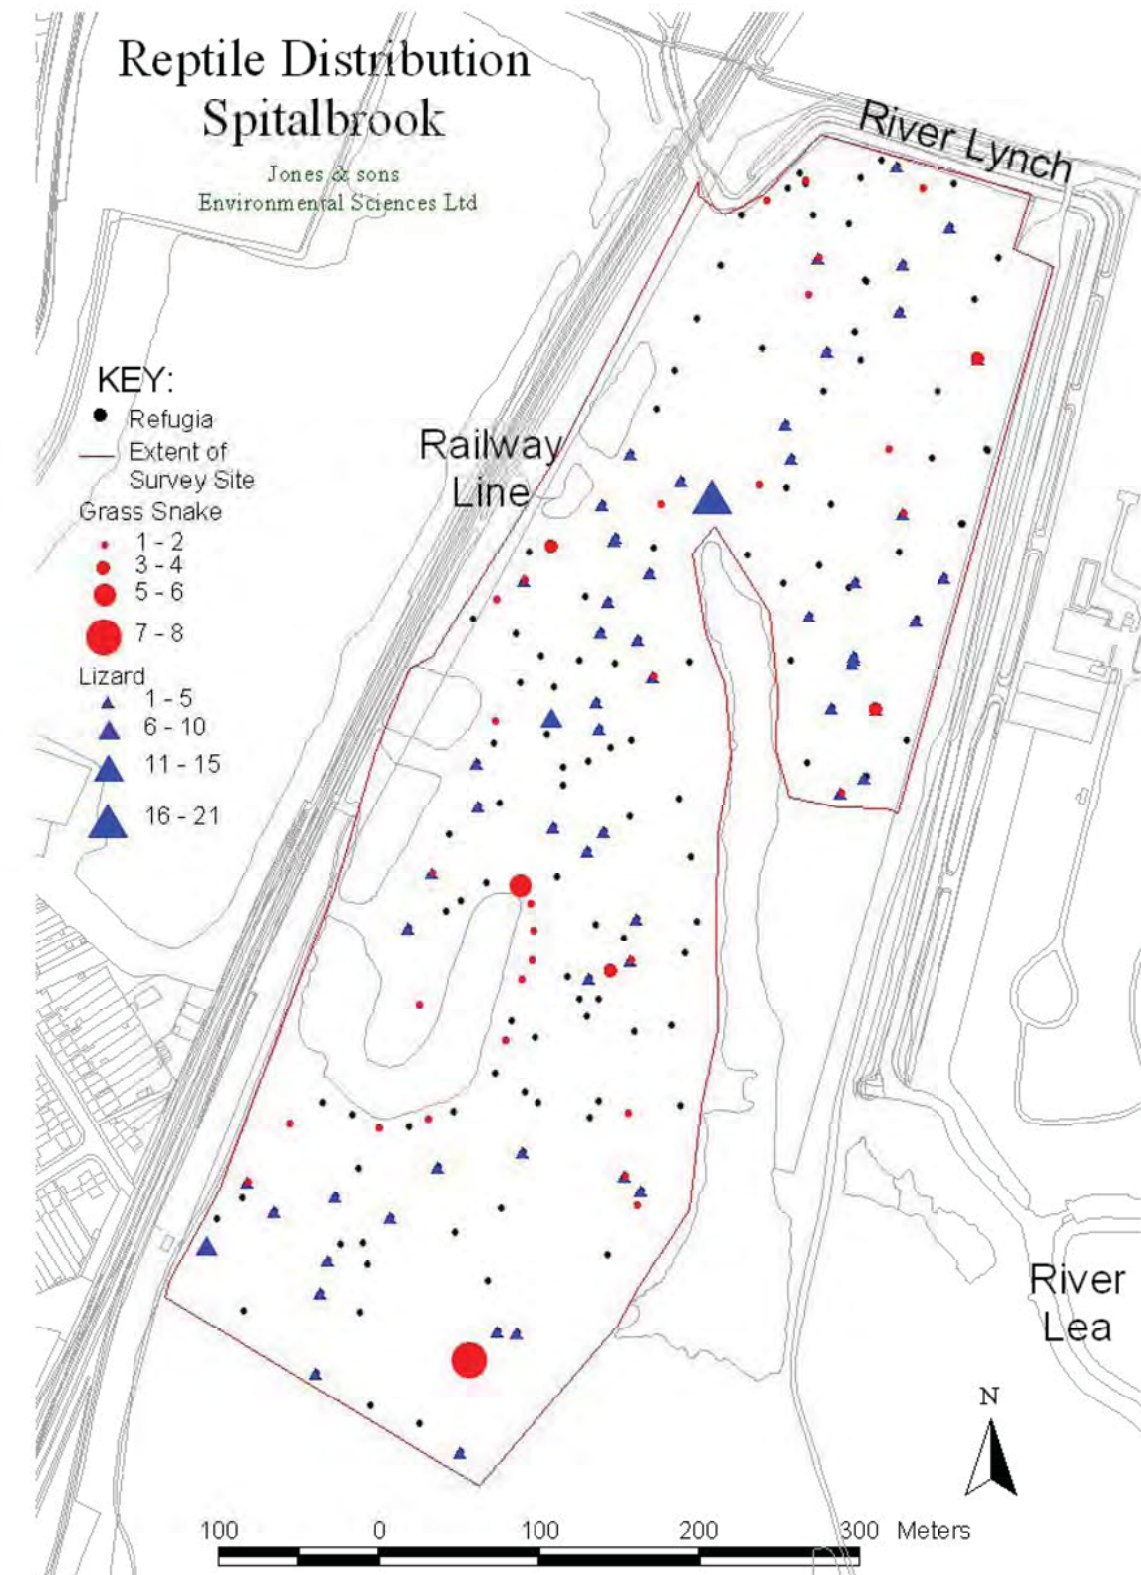 Reptile Distribution
Spitalbrook
Jones & sons
Environmental Sciences Ltd
River Lynch
KEY:
Refugia
Extent of
Survey Site
Grass Snake
1 - 2
3 - 4
5 - 6
7 - 8
Lizard
1 - 5
6 - 10
11 - 15
16 - 21
Railway
Line
River
Lea
N
100 0 100 200 300 Meters